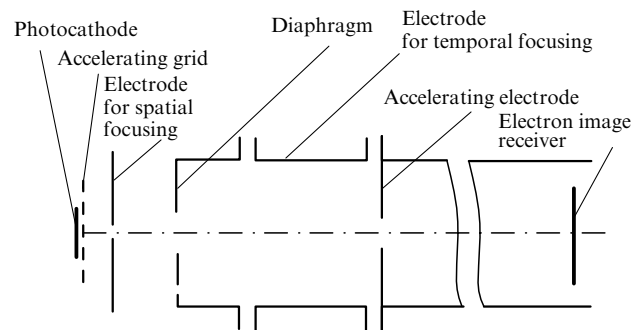 Photocathode
Accelerating grid
Electrode
for spatial
focusing
Diaphragm
Electrode
for temporal focusing
Accelerating electrode
Electron image
receiver